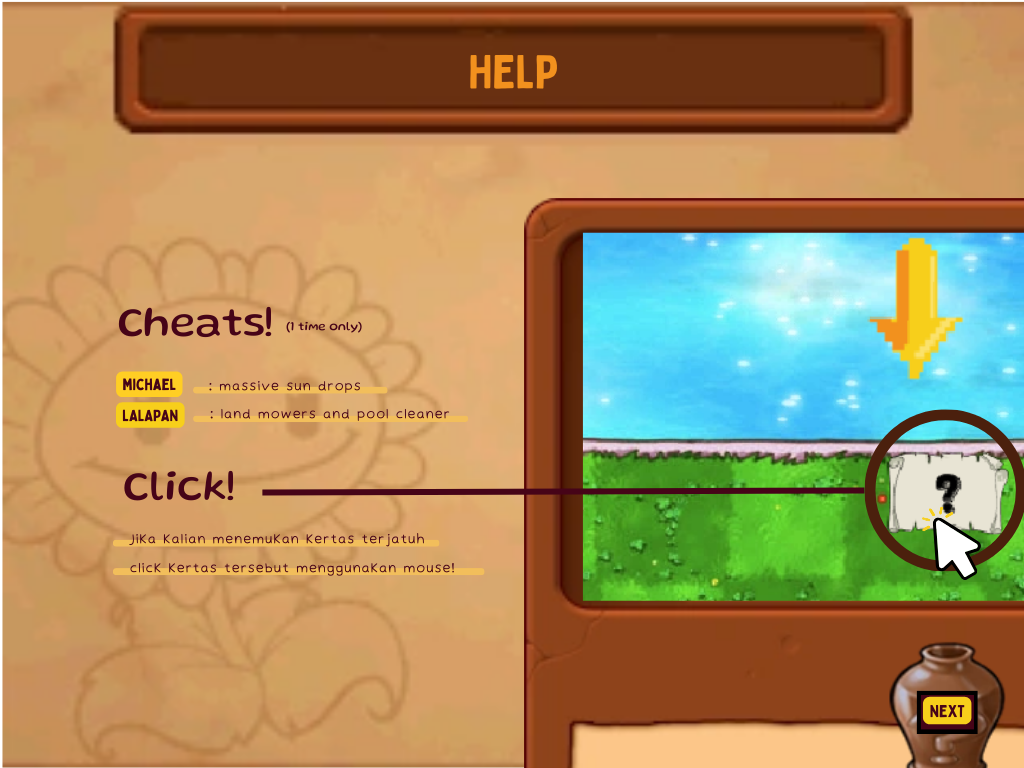 HELP
Cheats! (1 time only)
MICHAEL : massive sun drops
LALAPAN : land mowers and pool cleaner
Click!
Jika Kalian menemukan Kertas terjatuh
click Kertas tersebut menggunakan mouse!
?
NEXT